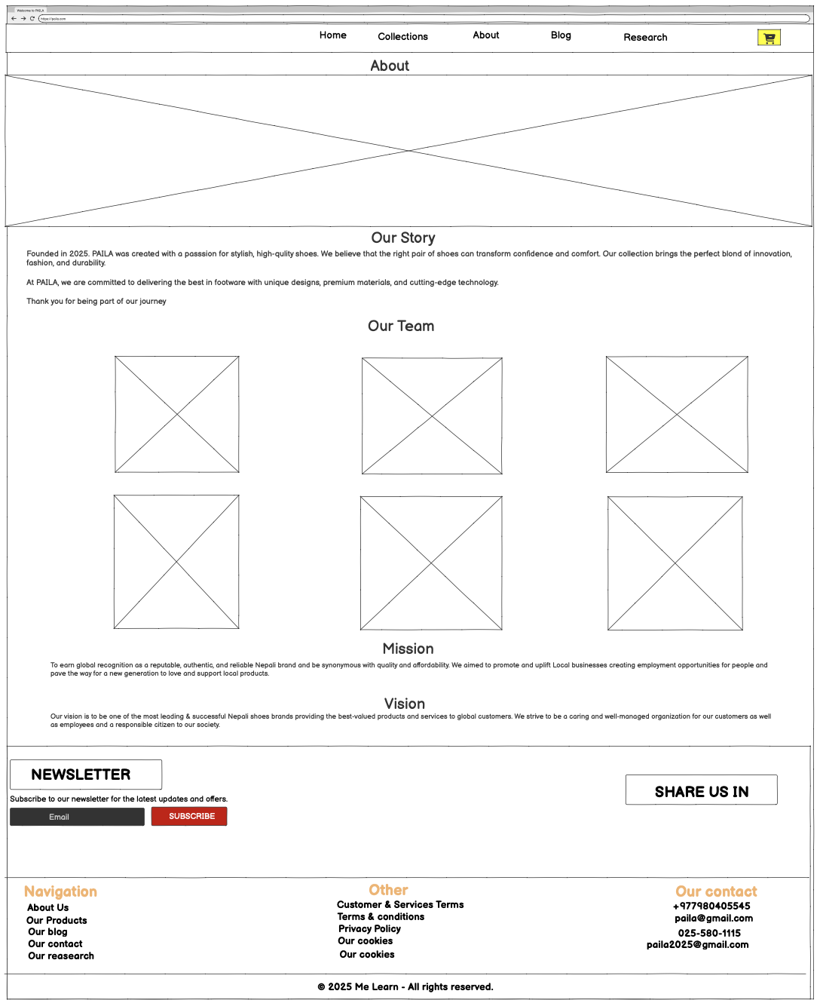 Welcome to PAILA
https://paila.com
Home Collections About Blog Research
About
Our Story
Founded in 2025. PAILA was created with a passsion for stylish, high-qulity shoes. We believe that the right pair of shoes can transform confidence and comfort. Our collection brings the perfect blond of innovation,
fashion, and durability.
At PAILA, we are committed to delivering the best in footware with unique designs, premium materials, and cutting-edge technology.
Thank you for being part of our journey
Our Team
Mission
To earn global recognition as a reputable, authentic, and reliable Nepali brand and be synonymous with quality and affordability. We aimed to promote and uplift Local businesses creating employment opportunities for people and
pave the way for a new generation to love and support local products.
Vision
Our vision is to be one of the most leading & successful Nepali shoes brands providing the best-valued products and services to global customers. We strive to be a caring and well-managed organization for our customers as well
as employees and a responsible citizen to our society.
NEWSLETTER
Subscribe to our newsletter for the latest updates and offers.
Email
SUBSCRIBE
SHARE US IN
Navigation
About Us
Our Products
Our blog
Our contact
Our reasearch
Other
Customer & Services Terms
Terms & conditions
Privacy Policy
Our cookies
Our cookies
Our contact
+977980405545
paila@gmail.com
025-580-1115
paila2025@gmail.com
© 2025 Me Learn - All rights reserved.